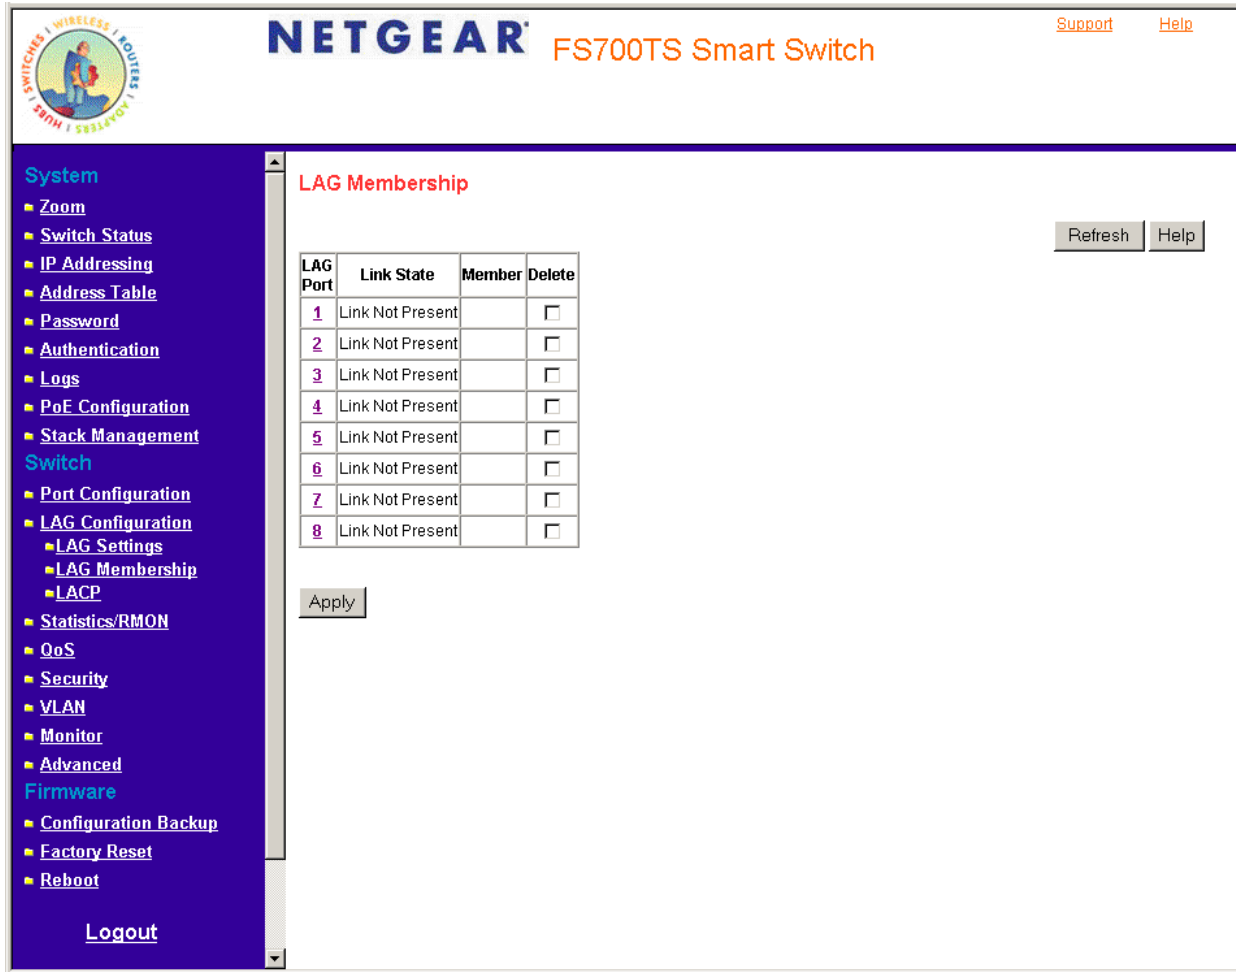 SWITCHES | WIRELESS | ROUTERS | ADAPTERS | HUBS |
NETGEAR
FS700TS Smart Switch
Support
Help
System
Zoom
Switch Status
IP Addressing
Address Table
Password
Authentication
Logs
PoE Configuration
Stack Management
Switch
Port Configuration
LAG Configuration
LAG Settings
LAG Membership
LACP
Statistics/RMON
QoS
Security
VLAN
Monitor
Advanced
Firmware
Configuration Backup
Factory Reset
Reboot
Logout
LAG Membership
Refresh Help
LAG Port Link State Member Delete
1 Link Not Present
2 Link Not Present
3 Link Not Present
4 Link Not Present
5 Link Not Present
6 Link Not Present
7 Link Not Present
8 Link Not Present
Apply